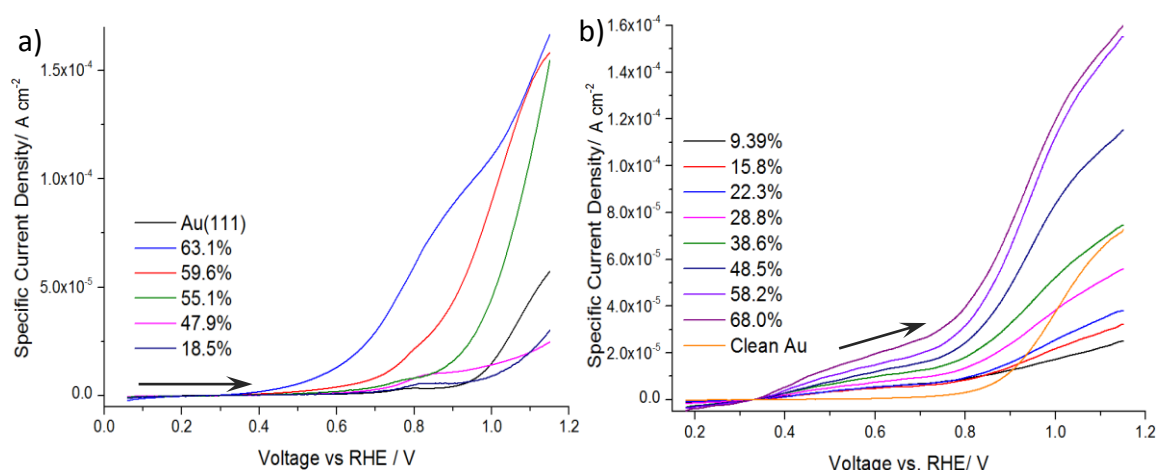 a)
Specific Current Density/ A cm⁻²
1.5x10⁻⁴
1.0x10⁻⁴
5.0x10⁻⁵
0.0
Au(111)
63.1%
59.6%
55.1%
47.9%
18.5%
0.0 0.2 0.4 0.6 0.8 1.0 1.2
Voltage vs RHE / V
b)
Specific Current Density/ A cm⁻²
1.6x10⁻⁴
1.4x10⁻⁴
1.2x10⁻⁴
1.0x10⁻⁴
8.0x10⁻⁵
6.0x10⁻⁵
4.0x10⁻⁵
2.0x10⁻⁵
0.0
9.39%
15.8%
22.3%
28.8%
38.6%
48.5%
58.2%
68.0%
Clean Au
0.2 0.4 0.6 0.8 1.0 1.2
Voltage vs. RHE/ V